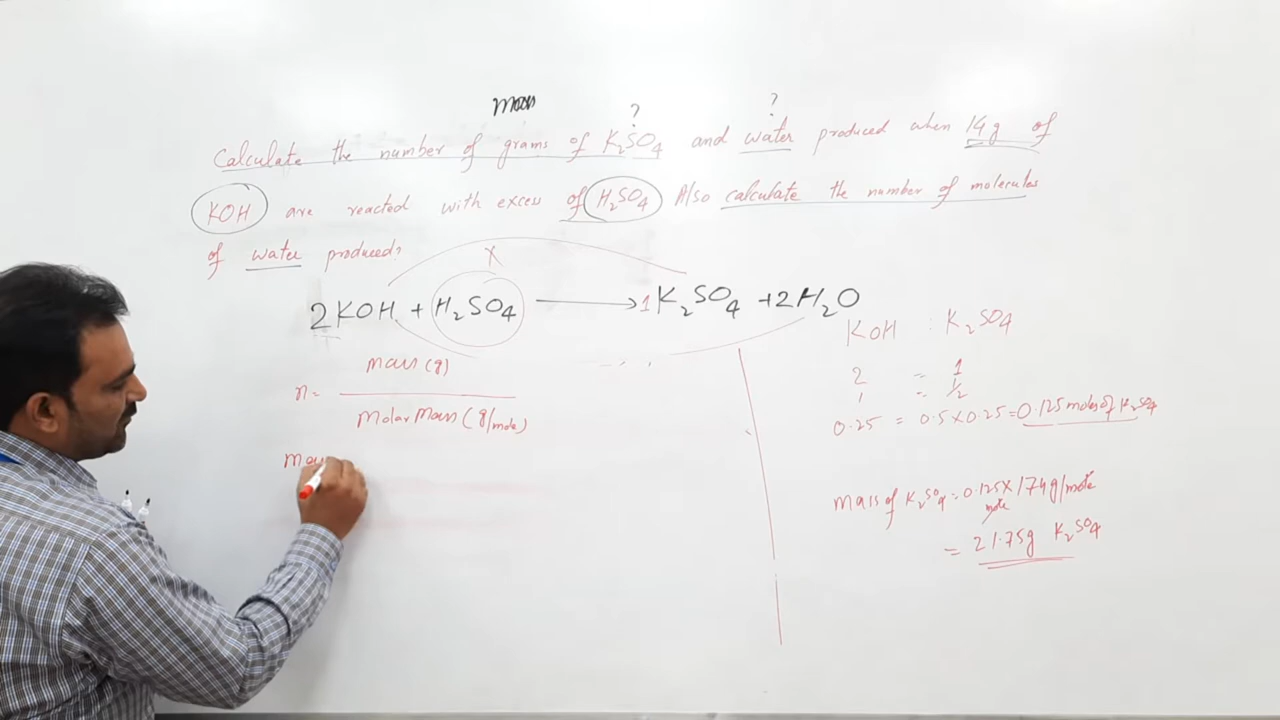 mass
? ?
Calculate the number of grams of K₂SO₄ and water produced when 14 g of
KOH are reacted with excess of H₂SO₄ Also calculate the number of molecules
of water produced?
X
2KOH + H₂SO₄ → 1K₂SO₄ + 2H₂O
n = mass (g) / Molar Mass (g/mole)
KOH : K₂SO₄
2 = 1
1 = 1/2
0.25 = 0.5 x 0.25 = 0.125 moles of K₂SO₄
mass of K₂SO₄ = 0.125 x 174 g/mole
mole
= 21.75g K₂SO₄